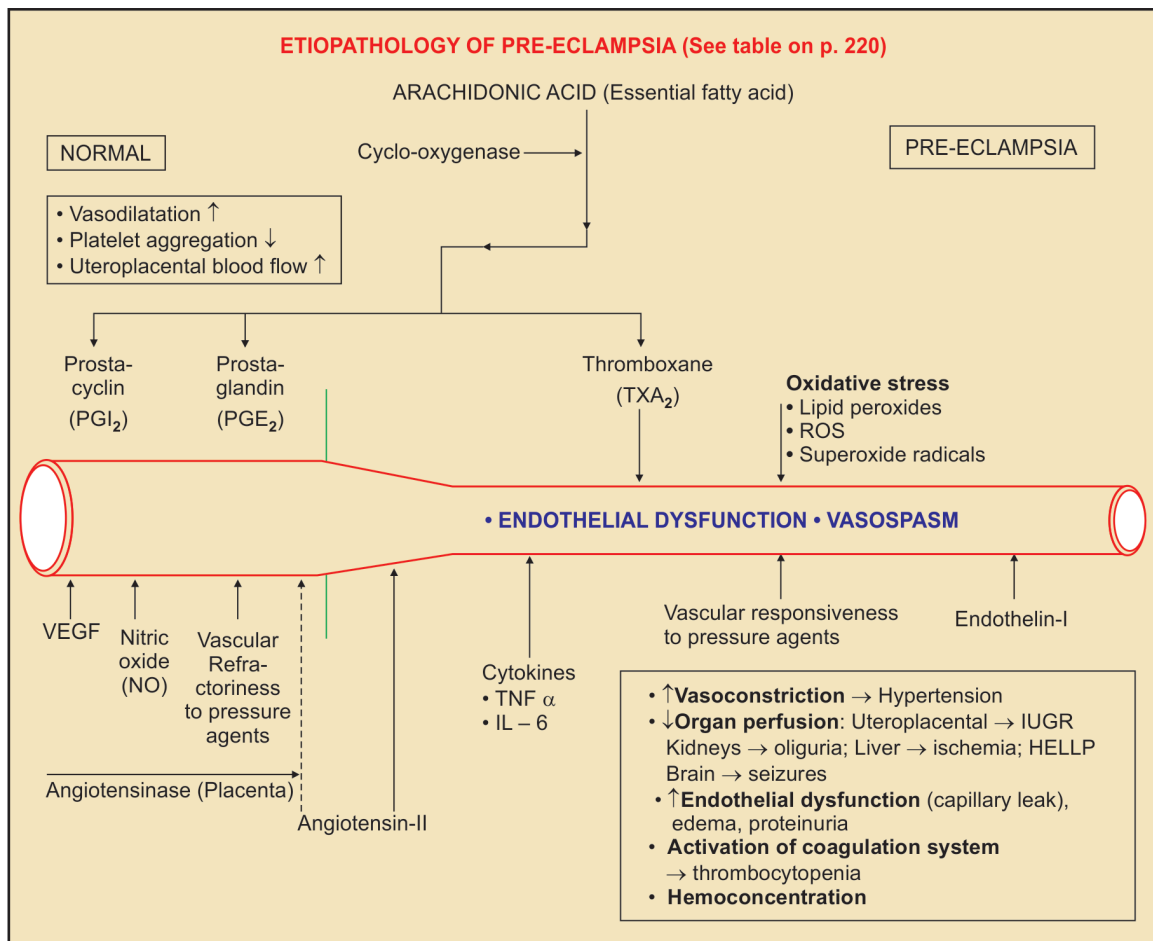 ETIOPATHOLOGY OF PRE-ECLAMPSIA (See table on p. 220)
ARACHIDONIC ACID (Essential fatty acid)
NORMAL
Cyclo-oxygenase
PRE-ECLAMPSIA
• Vasodilatation ↑
• Platelet aggregation ↓
• Uteroplacental blood flow ↑
Prosta-
cyclin
(PGI₂)
Prosta-
glandin
(PGE₂)
Thromboxane
(TXA₂)
Oxidative stress
• Lipid peroxides
• ROS
• Superoxide radicals
• ENDOTHELIAL DYSFUNCTION • VASOSPASM
VEGF
Nitric
oxide
(NO)
Vascular
Refra-
ctoriness
to pressure
agents
Angiotensinase (Placenta)
Angiotensin-II
Cytokines
• TNF α
• IL – 6
Vascular responsiveness
to pressure agents
Endothelin-I
• ↑Vasoconstriction → Hypertension
• ↓Organ perfusion: Uteroplacental → IUGR
Kidneys → oliguria; Liver → ischemia; HELLP
Brain → seizures
• ↑Endothelial dysfunction (capillary leak),
edema, proteinuria
• Activation of coagulation system
→ thrombocytopenia
• Hemoconcentration